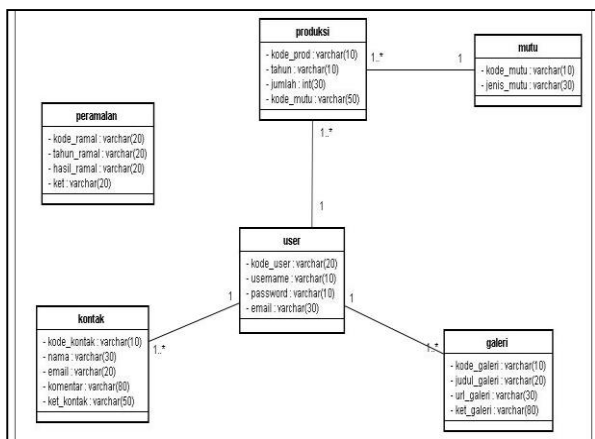 produksi
- kode_prod : varchar(10)
- tahun : varchar(10)
- jumlah : int(30)
- kode_mutu : varchar(50)
1..*
1
mutu
- kode_mutu : varchar(10)
- jenis_mutu : varchar(30)
peramalan
- kode_ramal : varchar(20)
- tahun_ramal : varchar(20)
- hasil_ramal : varchar(20)
- ket : varchar(20)
1..*
1
user
- kode_user : varchar(20)
- username : varchar(10)
- password : varchar(10)
- email : varchar(30)
1
1
kontak
- kode_kontak : varchar(10)
- nama : varchar(30)
- email : varchar(20)
- komentar : varchar(80)
- ket_kontak : varchar(50)
1..*
1..*
galeri
- kode_galeri : varchar(10)
- judul_galeri : varchar(20)
- url_galeri : varchar(30)
- ket_galeri : varchar(80)